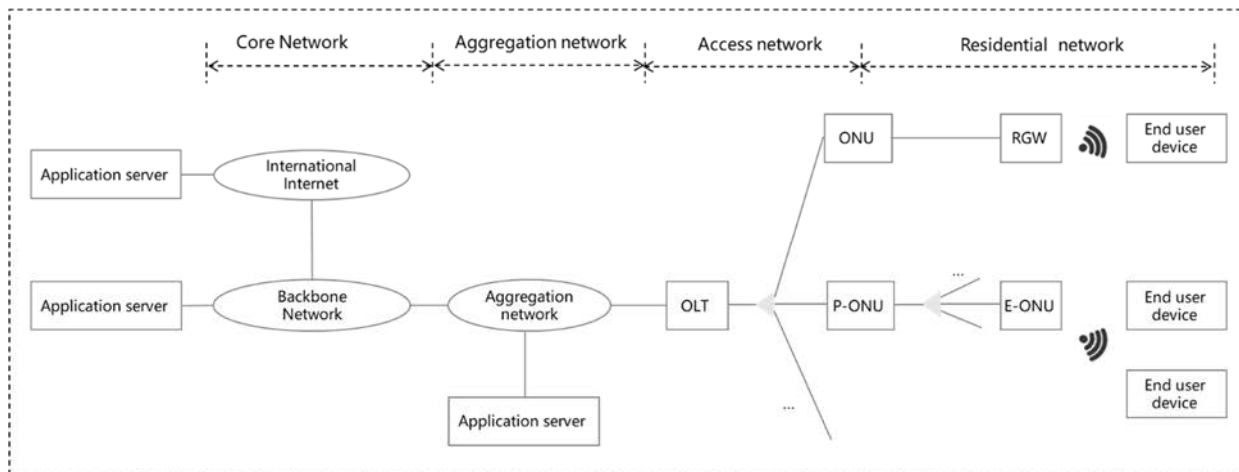 Core Network
Aggregation network
Access network
Residential network
ONU
RGW
End user
device
Application server
International
Internet
Application server
Backbone
Network
Aggregation
network
OLT
P-ONU
...
E-ONU
End user
device
...
Application server
End user
device